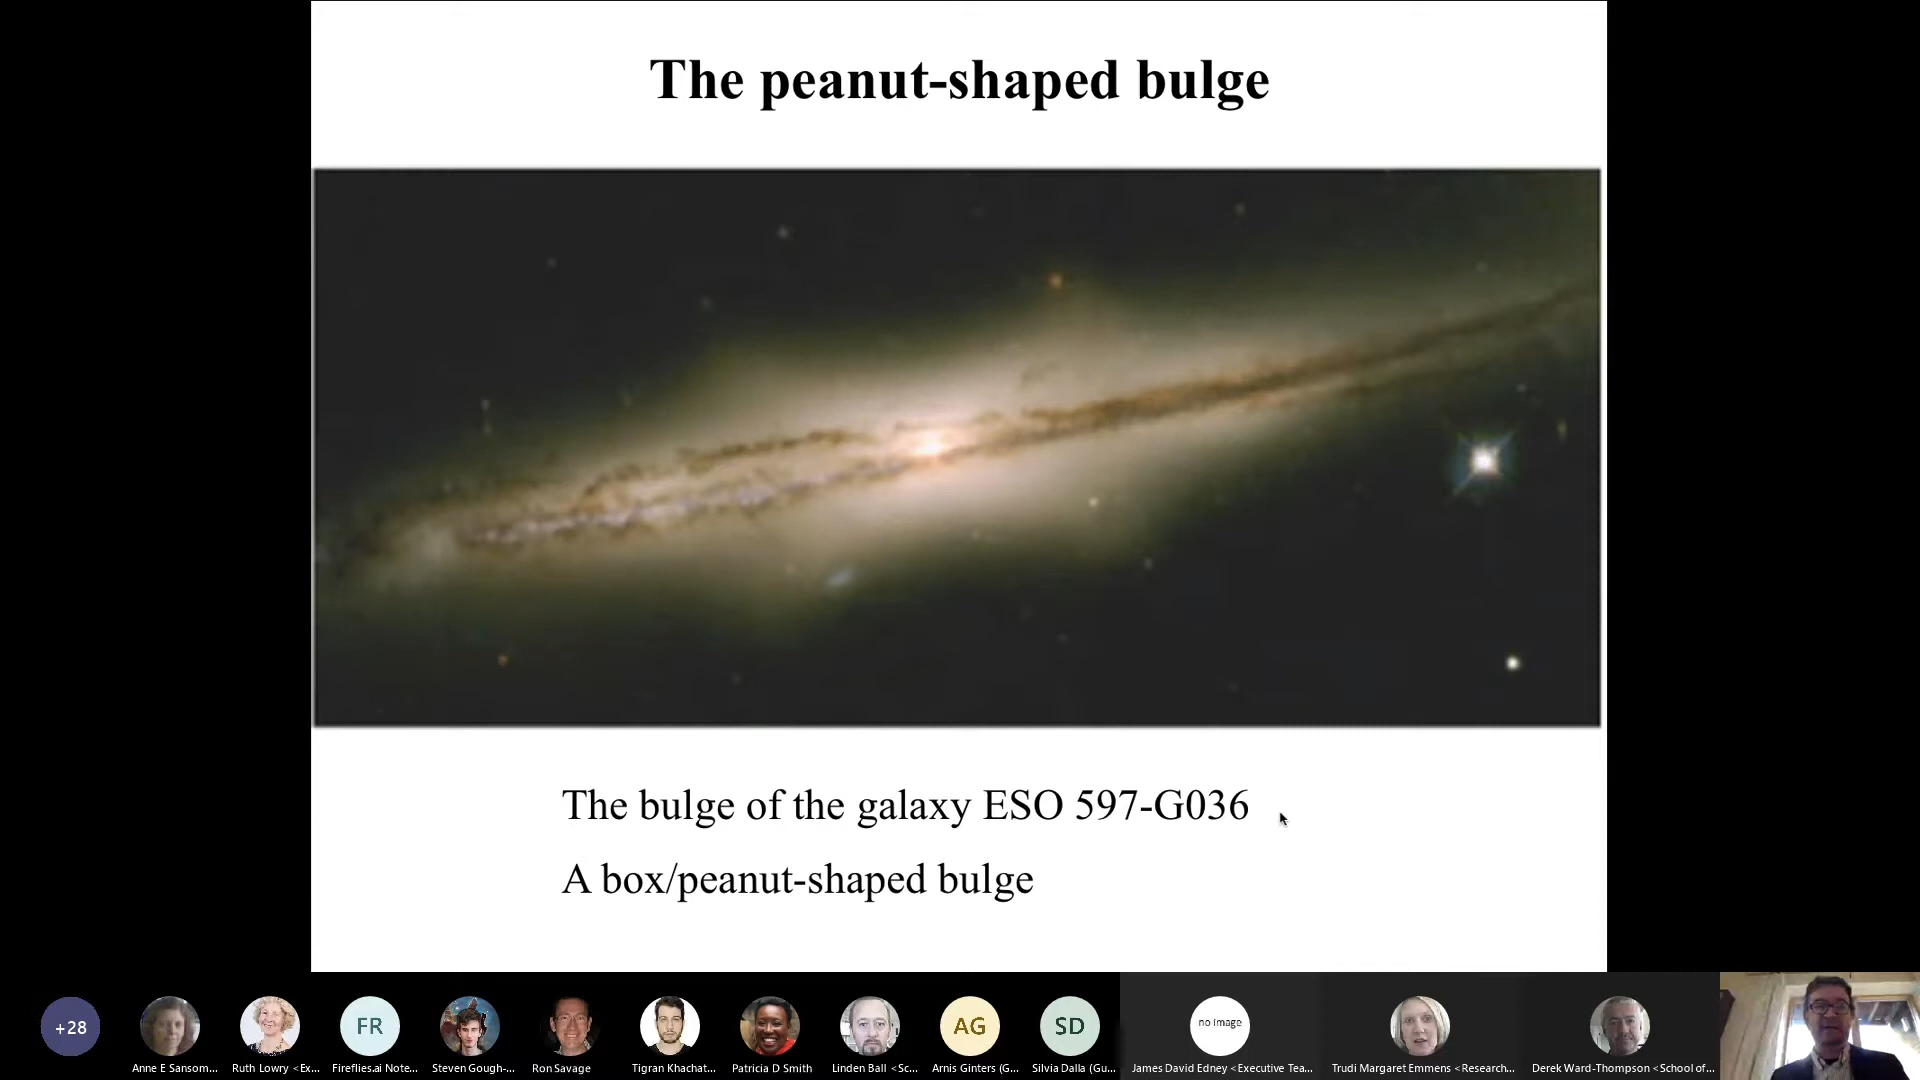 The peanut-shaped bulge
The bulge of the galaxy ESO 597-G036
A box/peanut-shaped bulge
+28
FR
AG
SD
no image
Anne E Sansom...
Ruth Lowry <Ex...
Fireflies.ai Note...
Steven Gough-...
Ron Savage
Tigran Khachat...
Patricia D Smith
Linden Ball <Sc...
Arnis Ginters (G...
Silvia Dalla (Gu...
James David Edney <Executive Tea...
Trudi Margaret Emmens <Research...
Derek Ward-Thompson <School of...